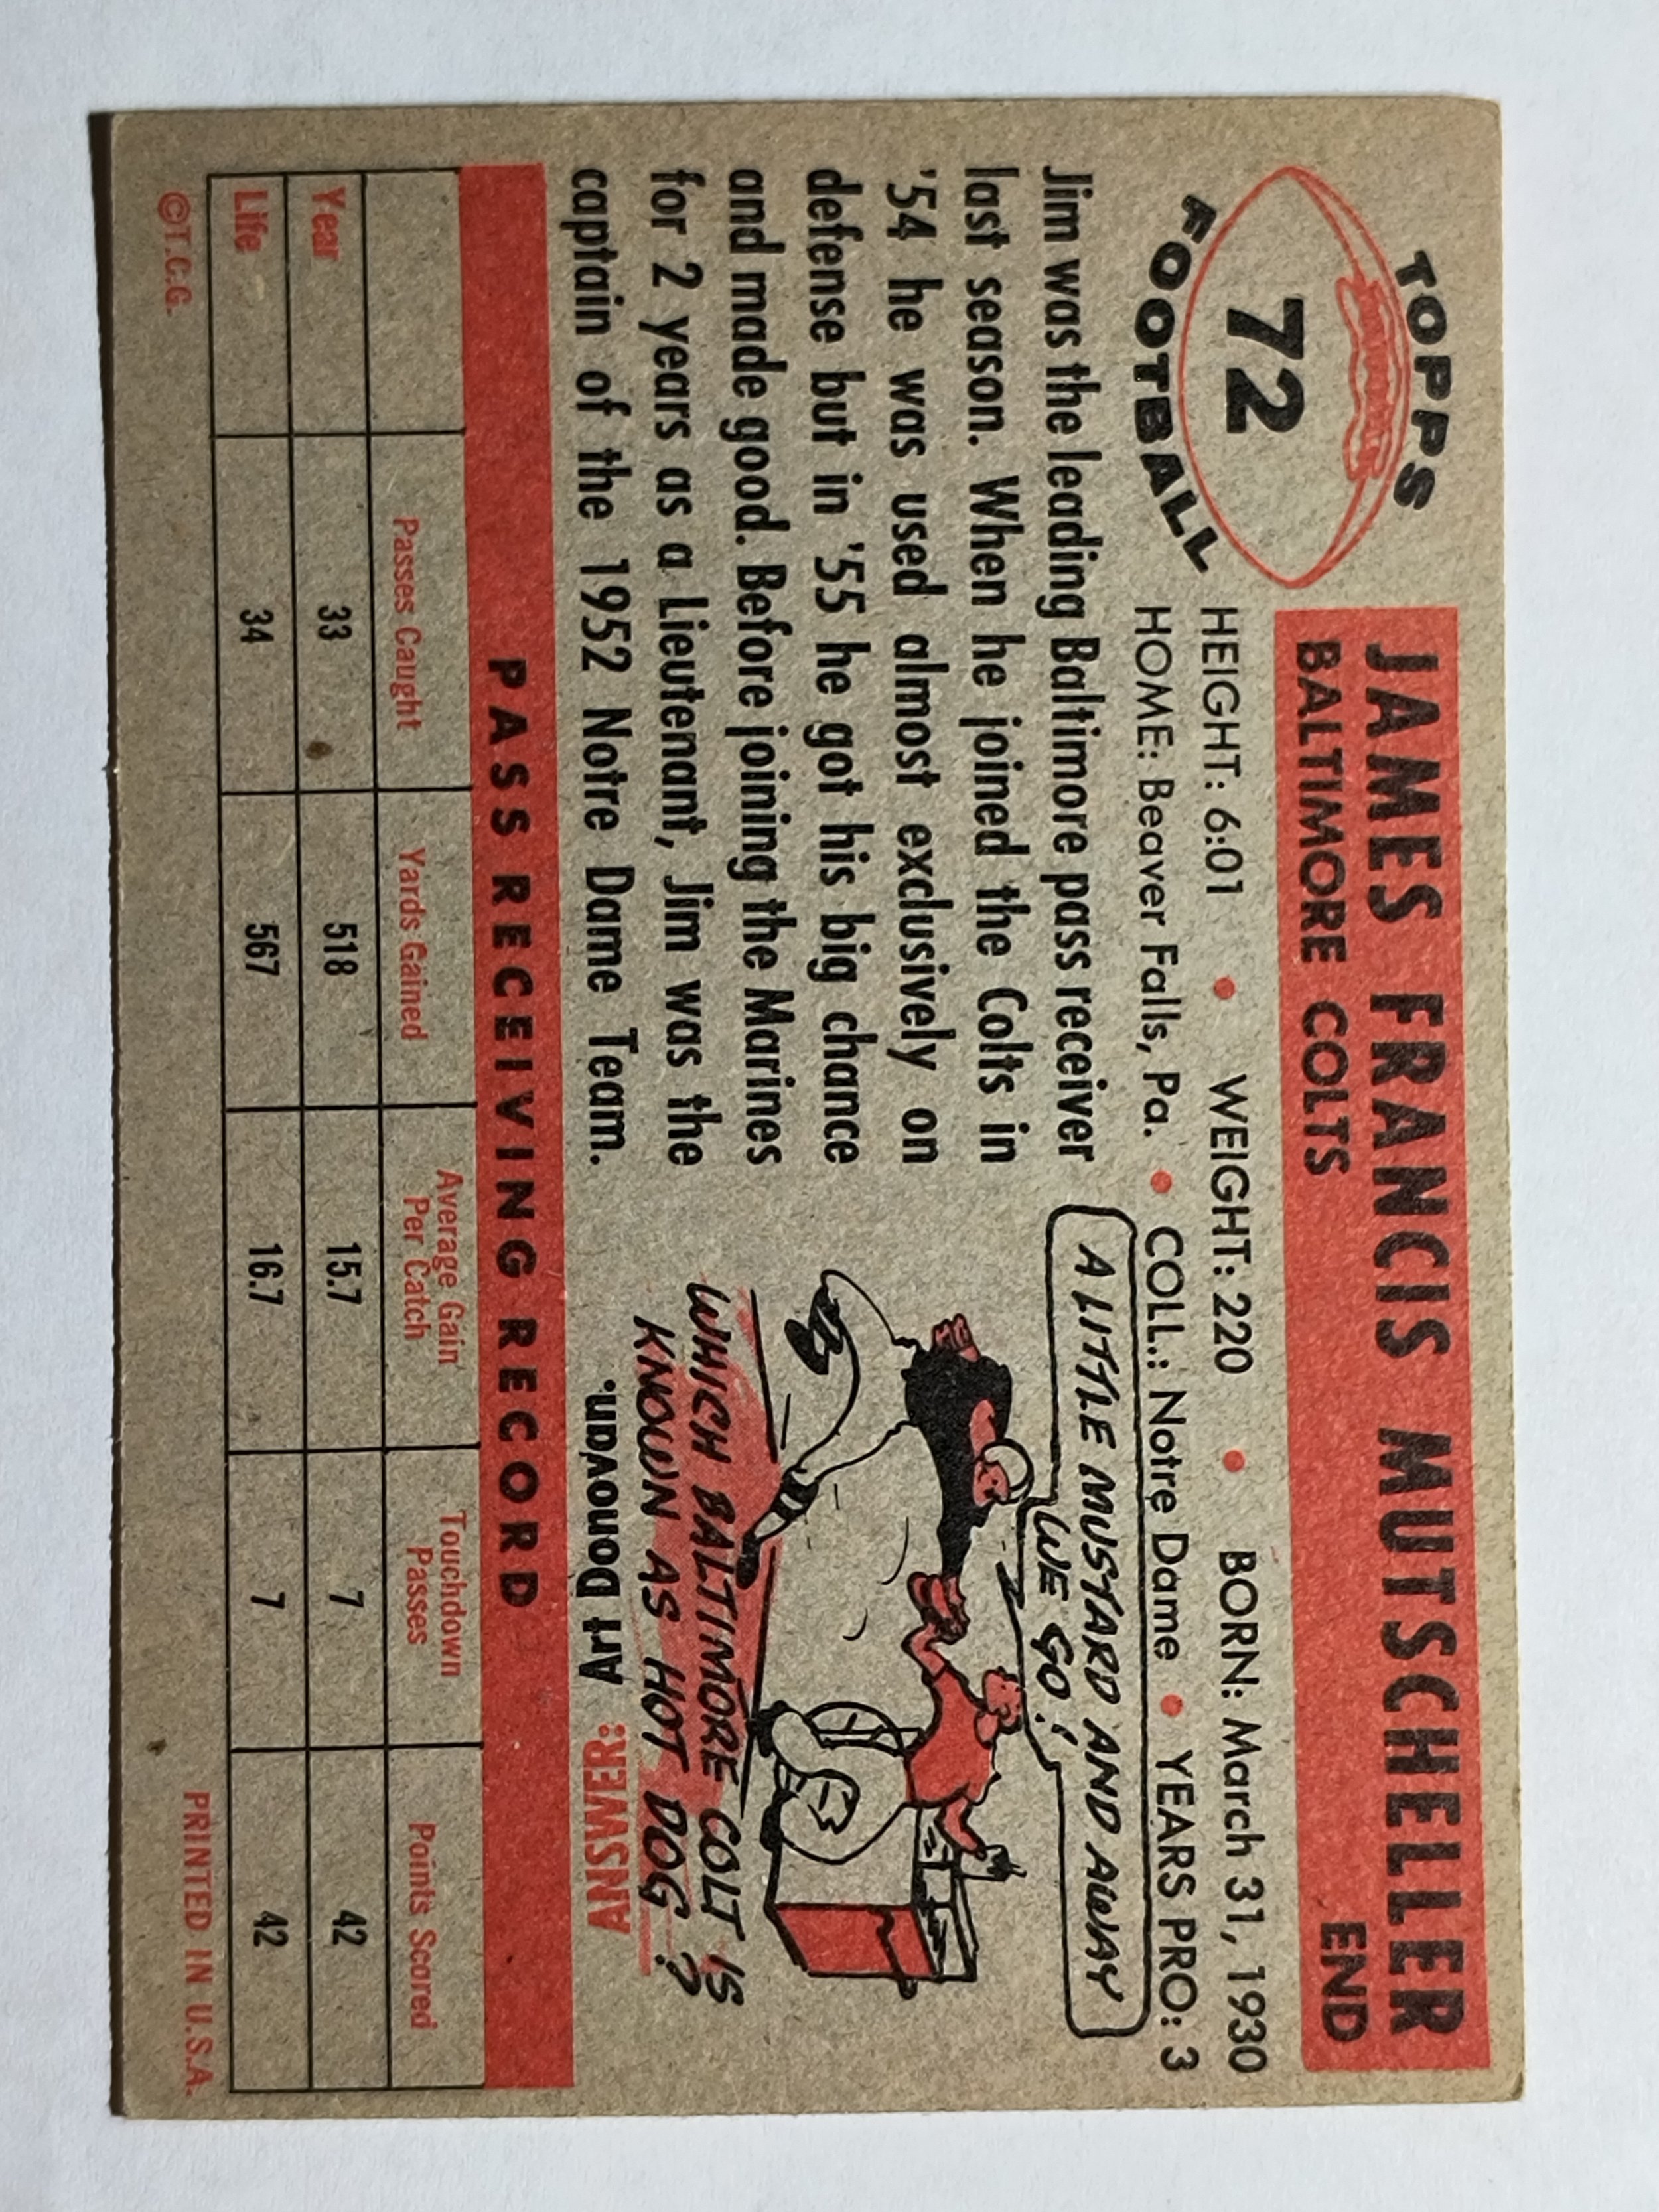 TOPPS
72
FOOTBALL
JAMES FRANCIS MUTSCHELLER
BALTIMORE COLTS END
HEIGHT: 6:01 • WEIGHT: 220 • BORN: March 31, 1930
HOME: Beaver Falls, Pa. • COLL.: Notre Dame • YEARS PRO: 3
Jim was the leading Baltimore pass receiver
last season. When he joined the Colts in
'54 he was used almost exclusively on
defense but in '55 he got his big chance
and made good. Before joining the Marines
for 2 years as a Lieutenant, Jim was the
captain of the 1952 Notre Dame Team.
A LITTLE MUSTARD AND AWAY
WE GO!
WHICH BALTIMORE COLT IS
KNOWN AS HOT DOG?
ANSWER: Art Donovan.
PASS RECEIVING RECORD
Passes Caught Yards Gained Average Gain Per Catch Touchdown Passes Points Scored
Year 33 518 15.7 7 42
Life 34 567 16.7 7 42
©T.C.G. PRINTED IN U.S.A.